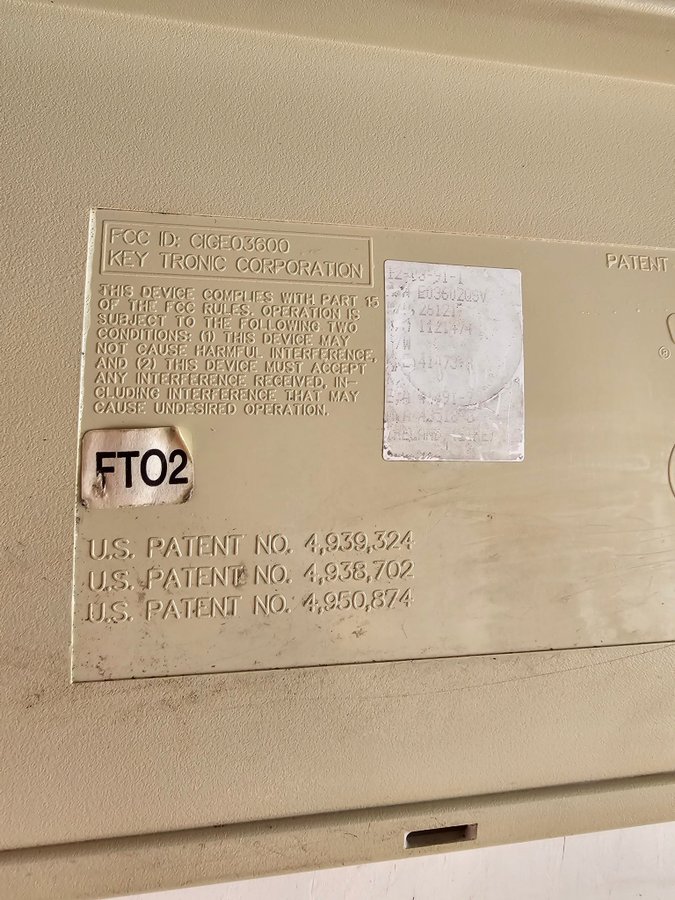 FCC ID: CIGE03600
KEY TRONIC CORPORATION
THIS DEVICE COMPLIES WITH PART 15
OF THE FCC RULES. OPERATION IS
SUBJECT TO THE FOLLOWING TWO
CONDITIONS: (1) THIS DEVICE MAY
NOT CAUSE HARMFUL INTERFERENCE,
AND (2) THIS DEVICE MUST ACCEPT
ANY INTERFERENCE RECEIVED, IN-
CLUDING INTERFERENCE THAT MAY
CAUSE UNDESIRED OPERATION.
PATENT
®
FT02
U.S. PATENT NO. 4,939,324
U.S. PATENT NO. 4,938,702
U.S. PATENT NO. 4,950,874